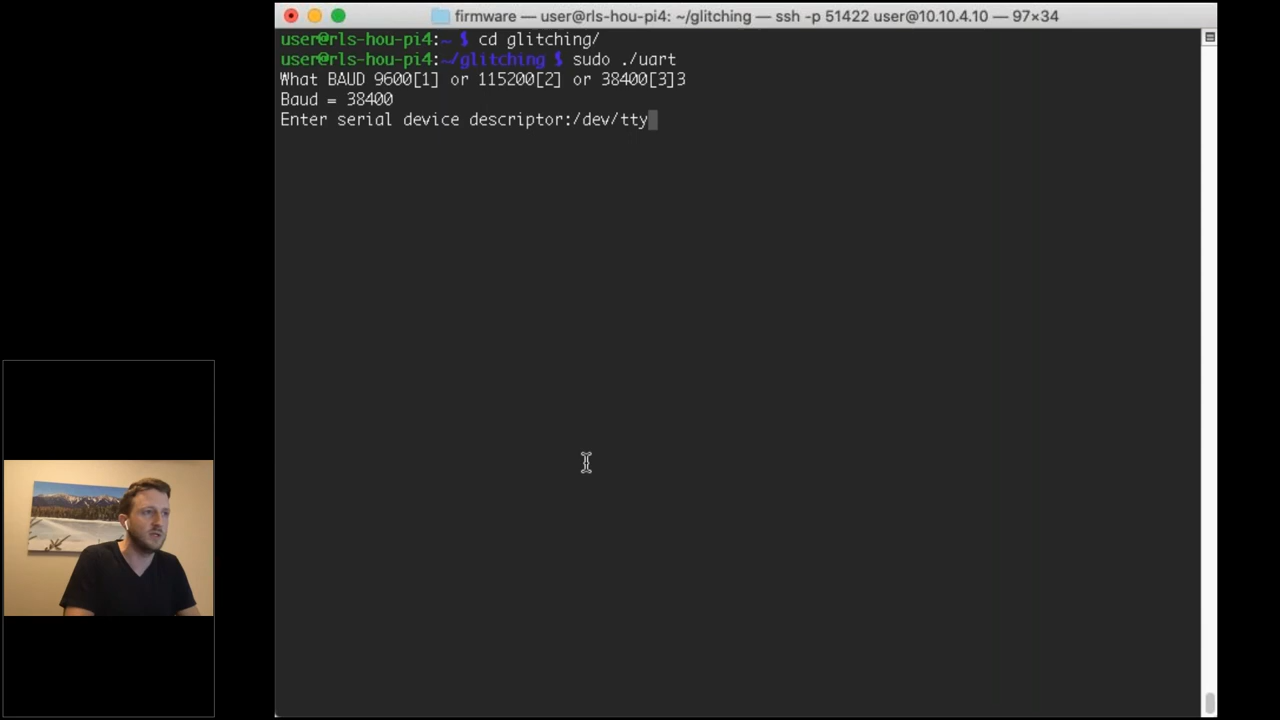 firmware — user@rls-hou-pi4: ~/glitching — ssh -p 51422 user@10.10.4.10 — 97×34
user@rls-hou-pi4:~ $ cd glitching/
user@rls-hou-pi4:~/glitching $ sudo ./uart
What BAUD 9600[1] or 115200[2] or 38400[3]3
Baud = 38400
Enter serial device descriptor:/dev/tty